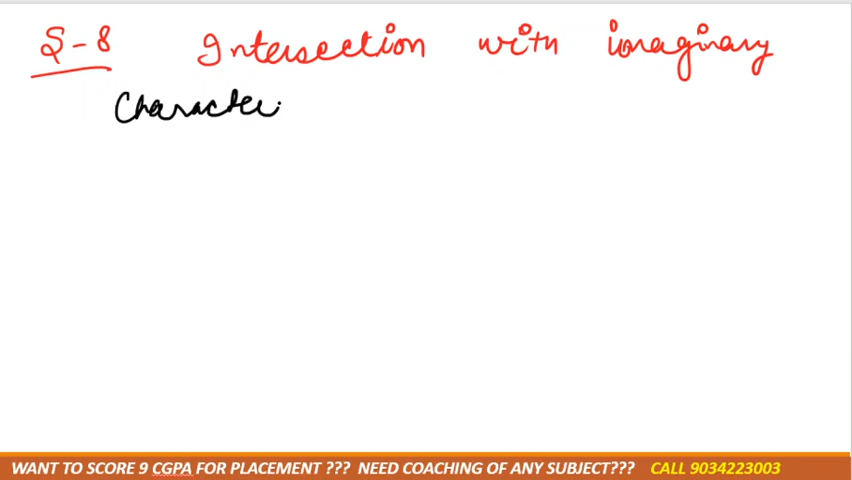 S-8 Intersection with imaginary
Character
WANT TO SCORE 9 CGPA FOR PLACEMENT ??? NEED COACHING OF ANY SUBJECT??? CALL 9034223003